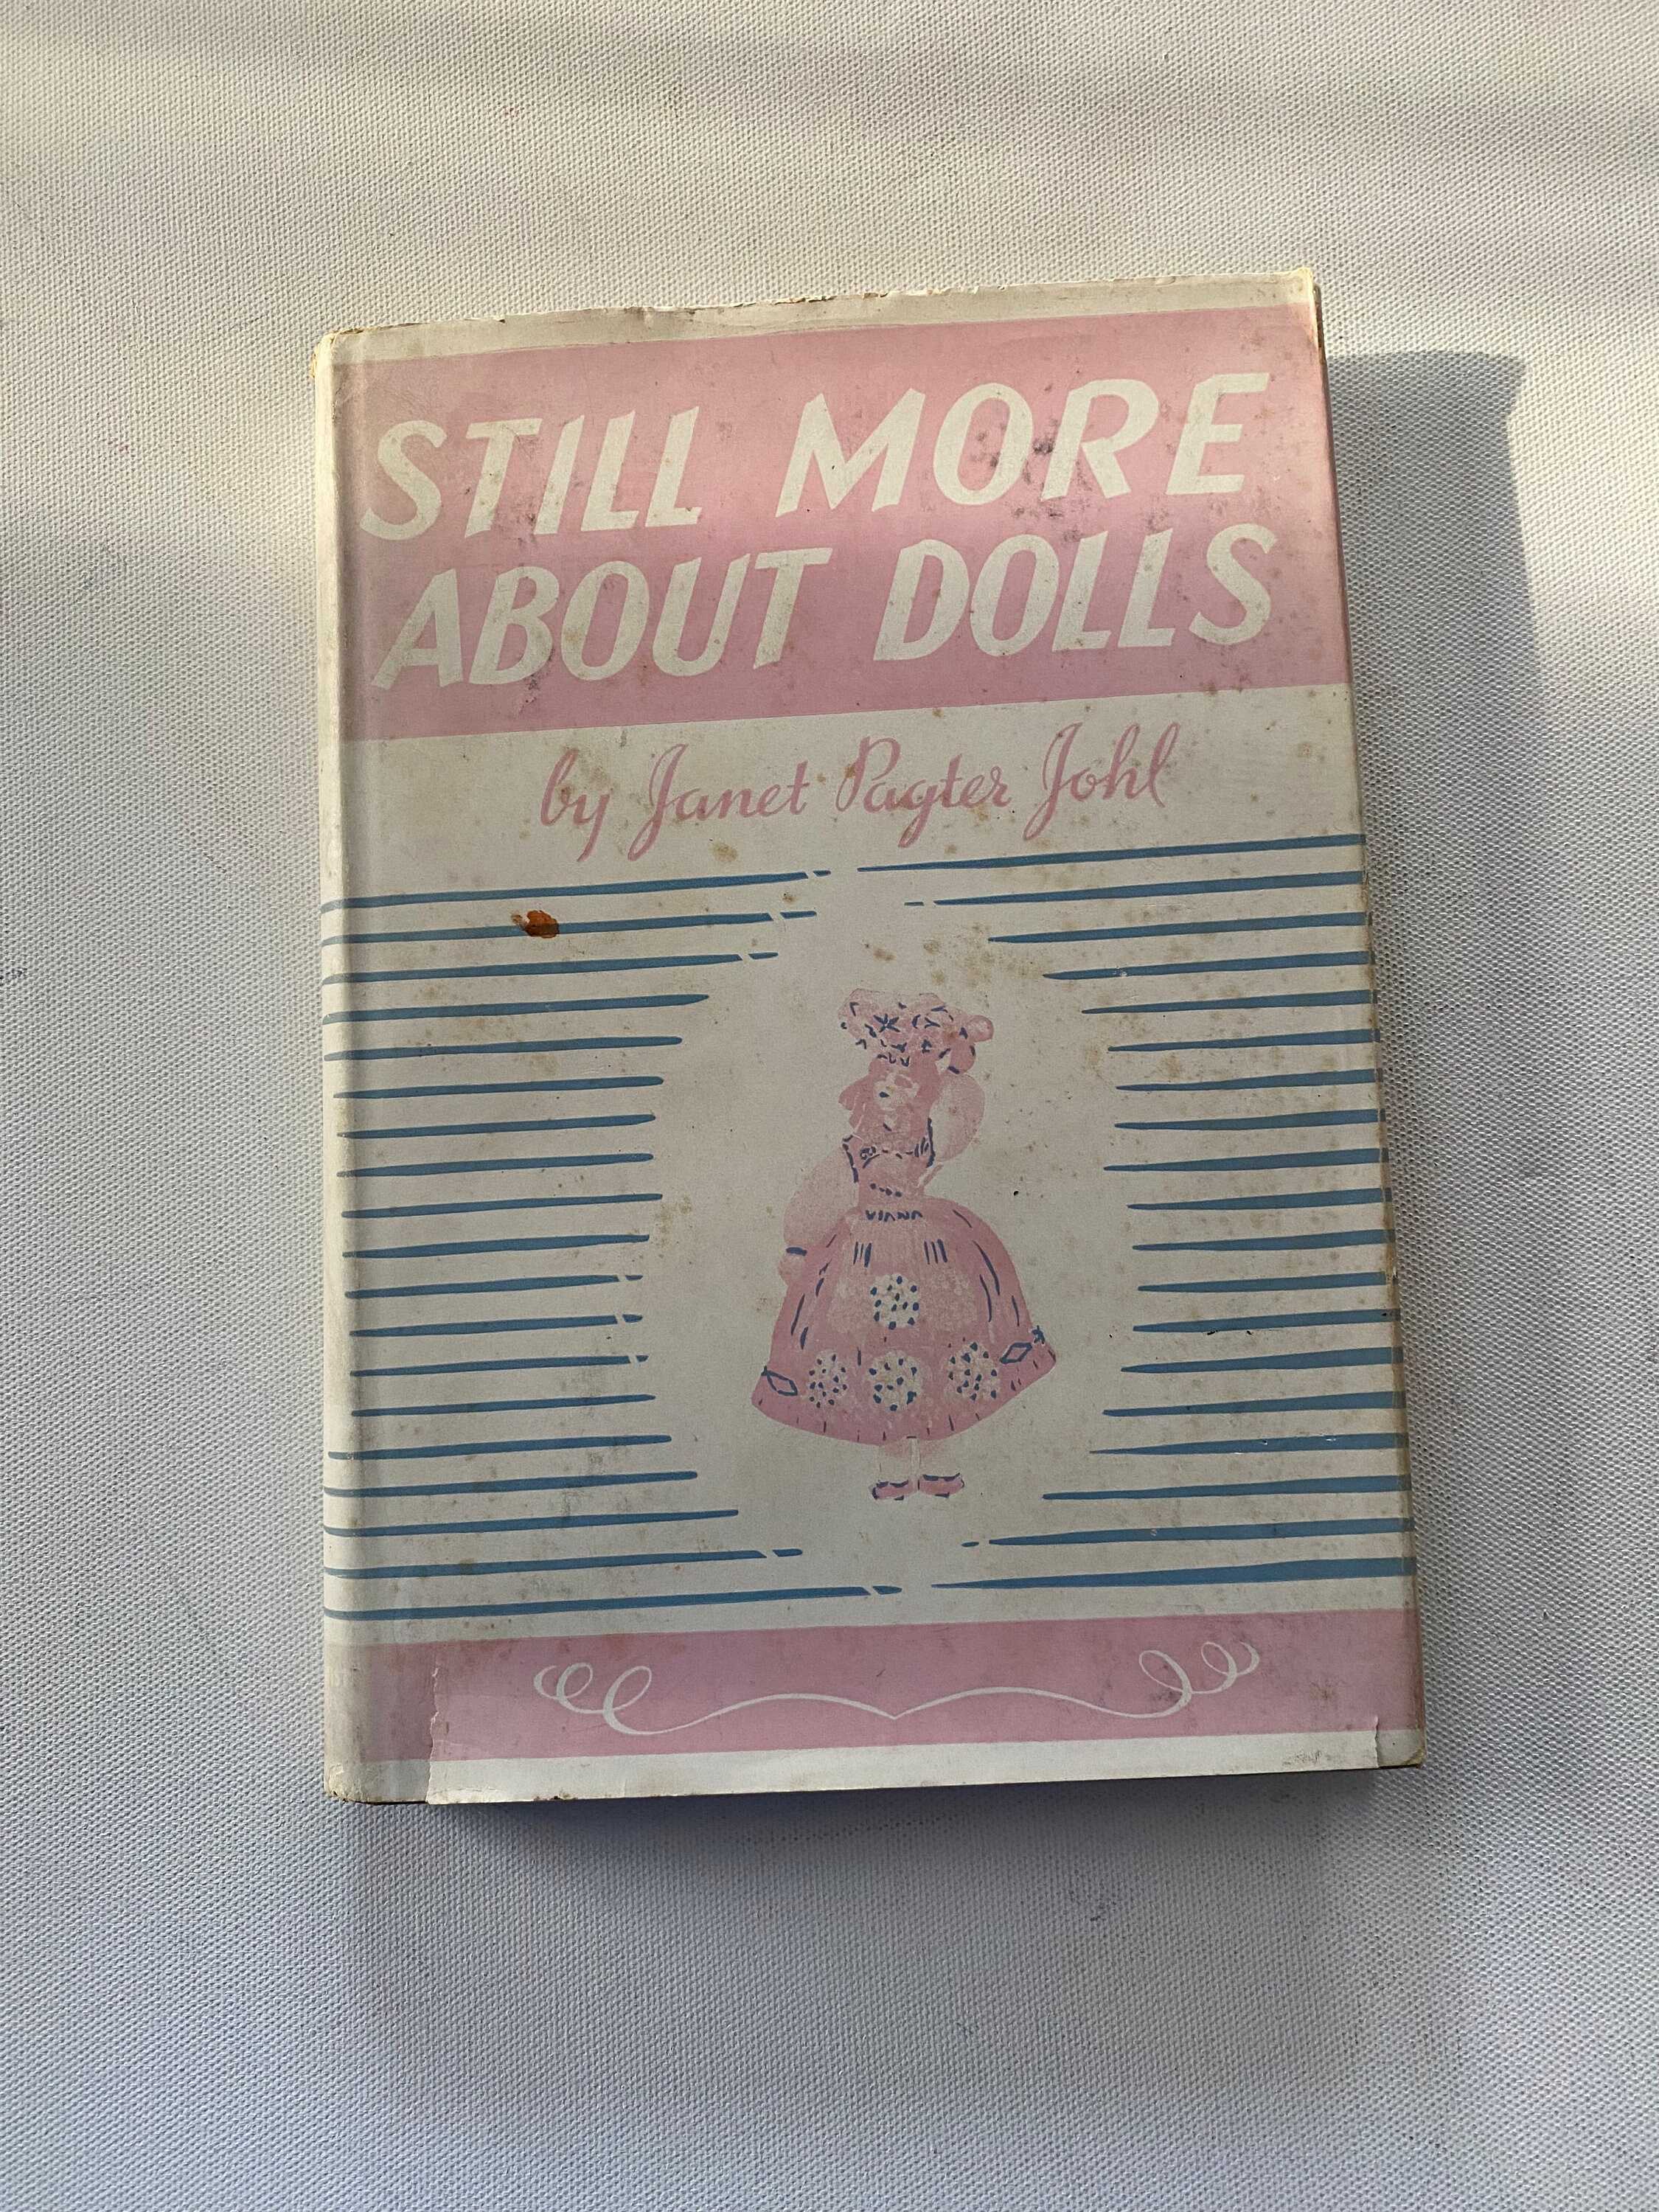 STILL MORE
ABOUT DOLLS
by Janet Pagter Johl